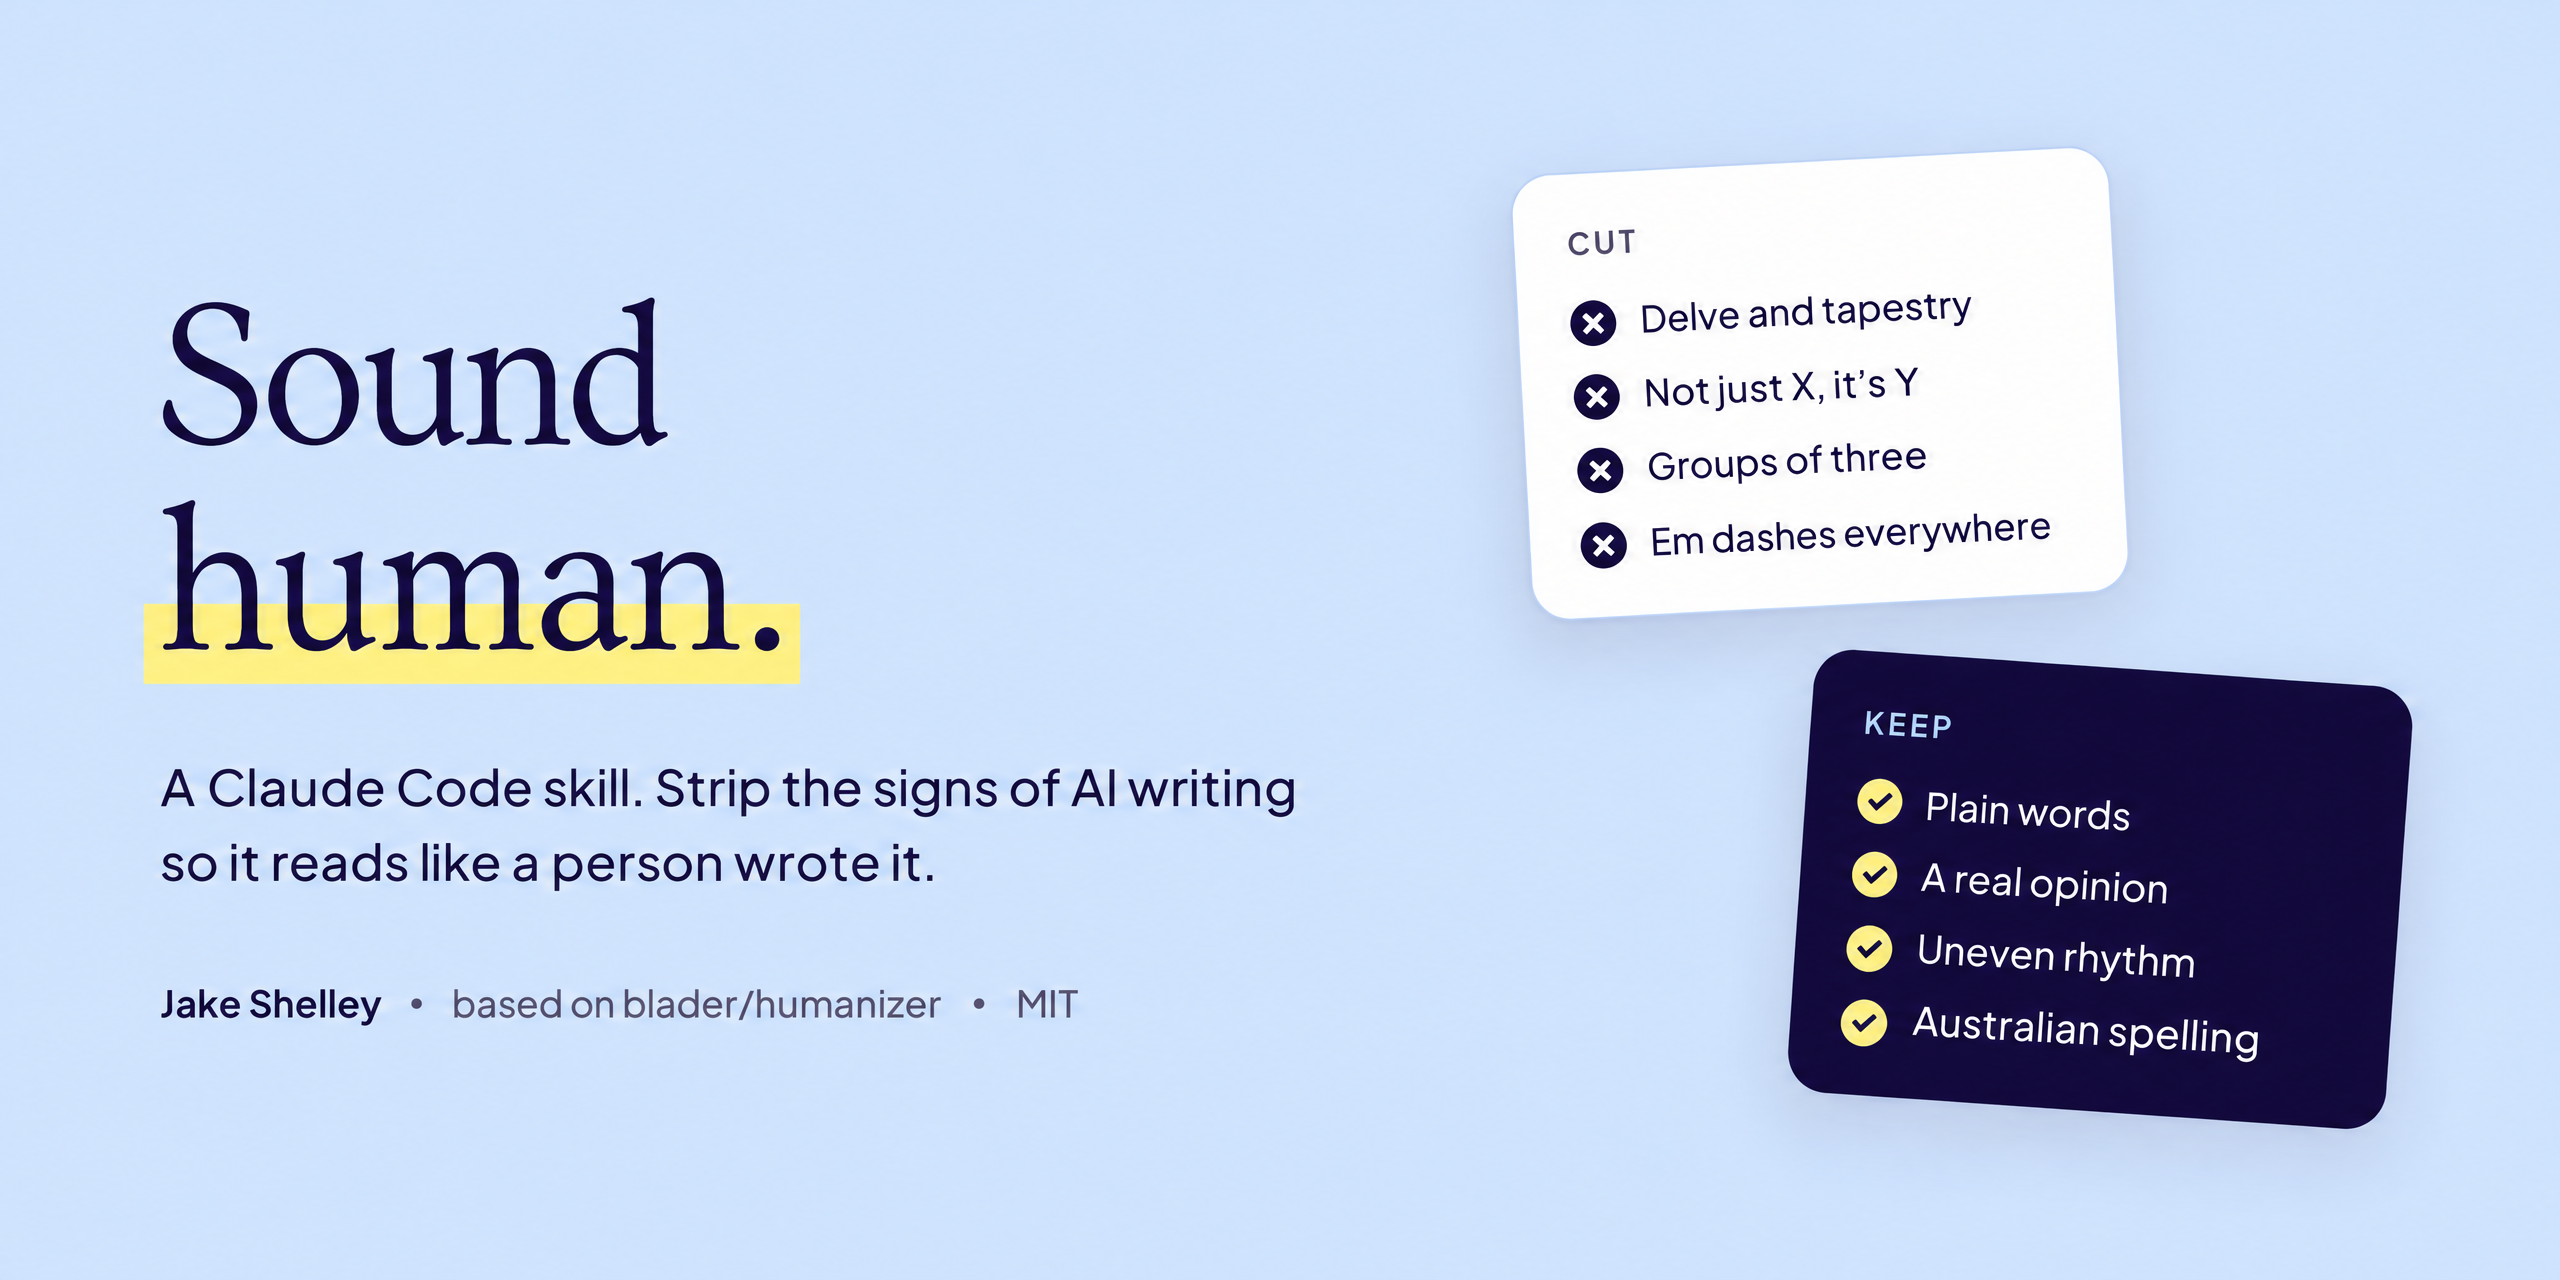 Sound
human.
A Claude Code skill. Strip the signs of AI writing
so it reads like a person wrote it.
Jake Shelley • based on blader/humanizer • MIT
CUT
Delve and tapestry
Not just X, it’s Y
Groups of three
Em dashes everywhere
KEEP
Plain words
A real opinion
Uneven rhythm
Australian spelling